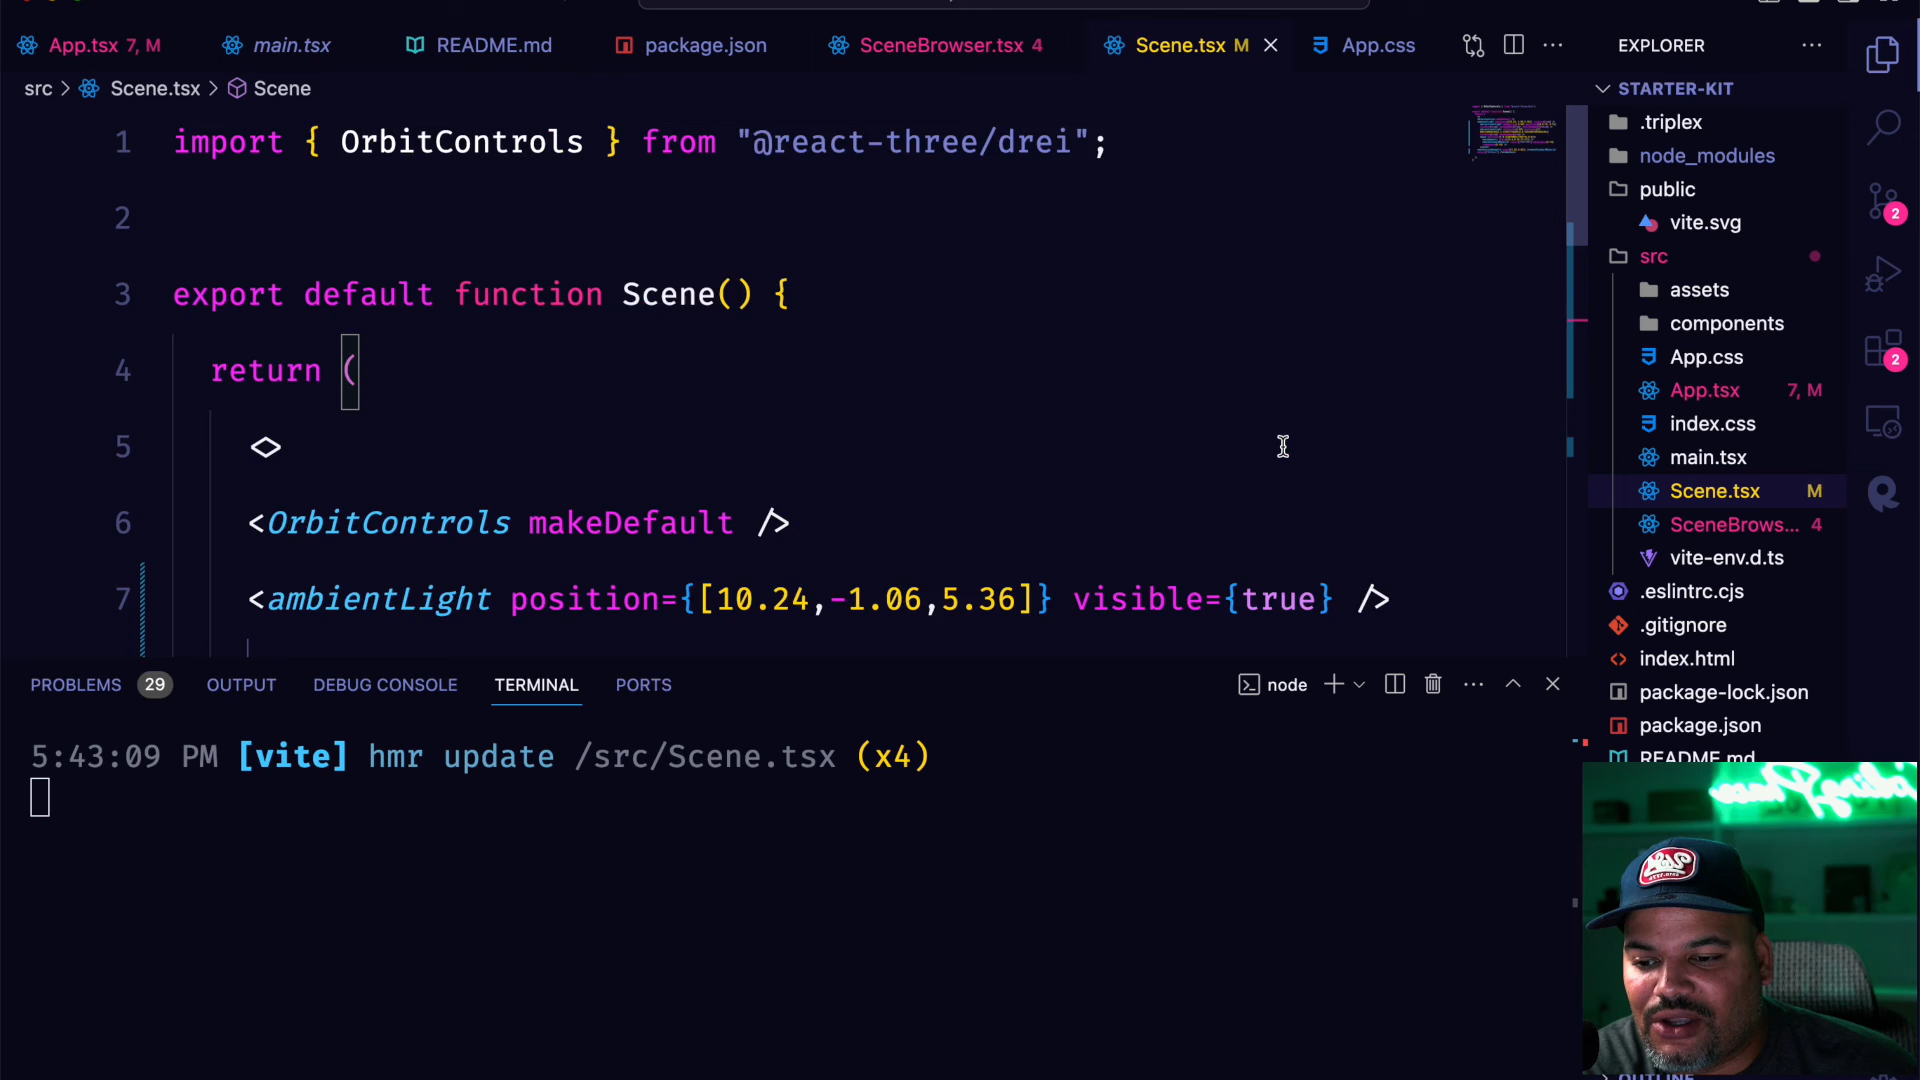 App.tsx 7, M
main.tsx
README.md
package.json
SceneBrowser.tsx 4
Scene.tsx M
App.css
EXPLORER
src > Scene.tsx > Scene
STARTER-KIT
1 import { OrbitControls } from "@react-three/drei";
2
3 export default function Scene() {
4 return (
5 <>
6 <OrbitControls makeDefault />
7 <ambientLight position={[10.24,-1.06,5.36]} visible={true} />
.triplex
node_modules
public
vite.svg
src
assets
components
App.css
App.tsx 7, M
index.css
main.tsx
Scene.tsx M
SceneBrows... 4
vite-env.d.ts
.eslintrc.cjs
.gitignore
index.html
package-lock.json
package.json
README.md
2
2
PROBLEMS 29
OUTPUT
DEBUG CONSOLE
TERMINAL
PORTS
node
5:43:09 PM [vite] hmr update /src/Scene.tsx (x4)
OUTLINE